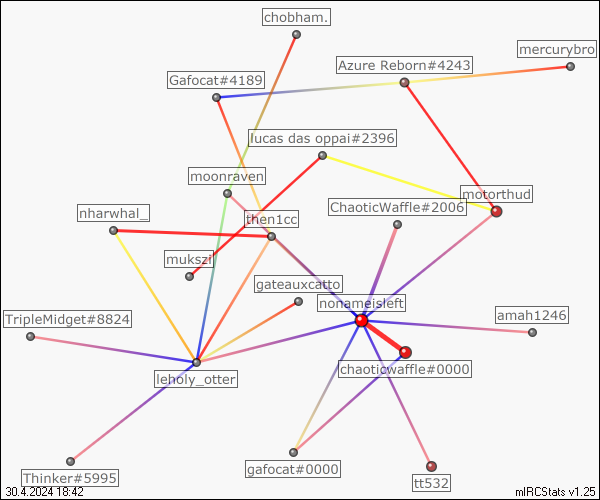 chobham.
mercurybro
Azure Reborn#4243
Gafocat#4189
lucas das oppai#2396
moonraven
motorthud
nharwhal_
then1cc
ChaoticWaffle#2006
mukszi
gateauxcatto
nonameisleft
TripleMidget#8824
amah1246
leholy_otter
chaoticwaffle#0000
gafocat#0000
Thinker#5995
tt532
30.4.2024 18:42
mIRCStats v1.25